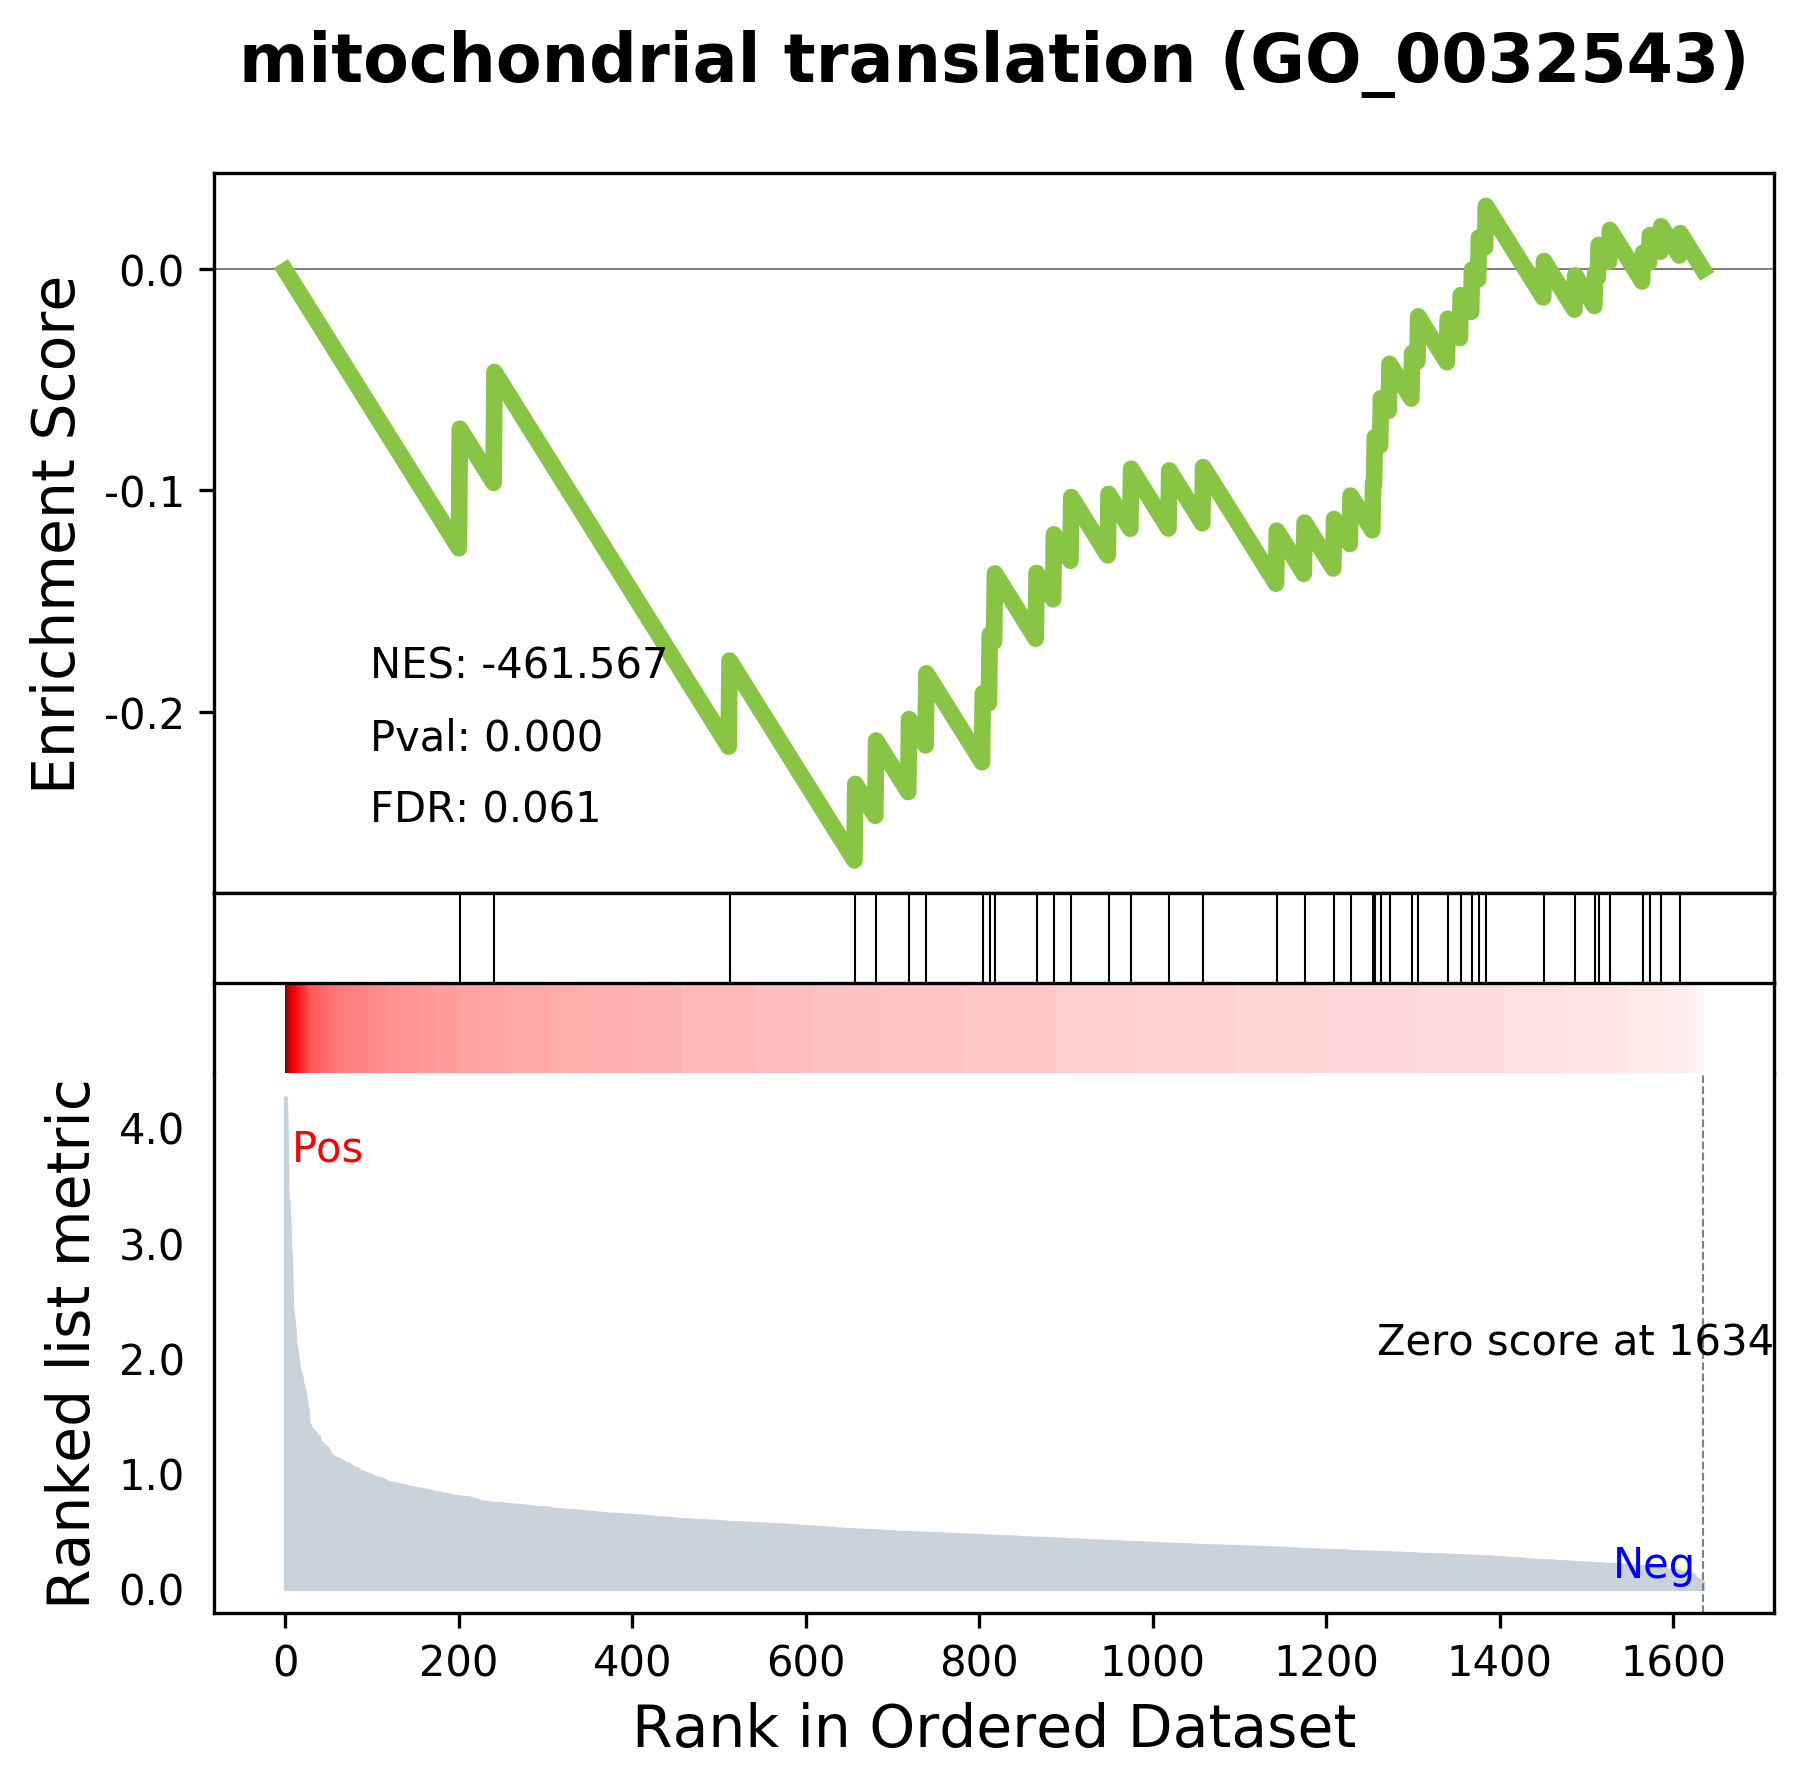 mitochondrial translation (GO_0032543)
Enrichment Score
0.0
-0.1
-0.2
NES: -461.567
Pval: 0.000
FDR: 0.061
Ranked list metric
4.0
3.0
2.0
1.0
0.0
Pos
Zero score at 1634
Neg
0 200 400 600 800 1000 1200 1400 1600
Rank in Ordered Dataset